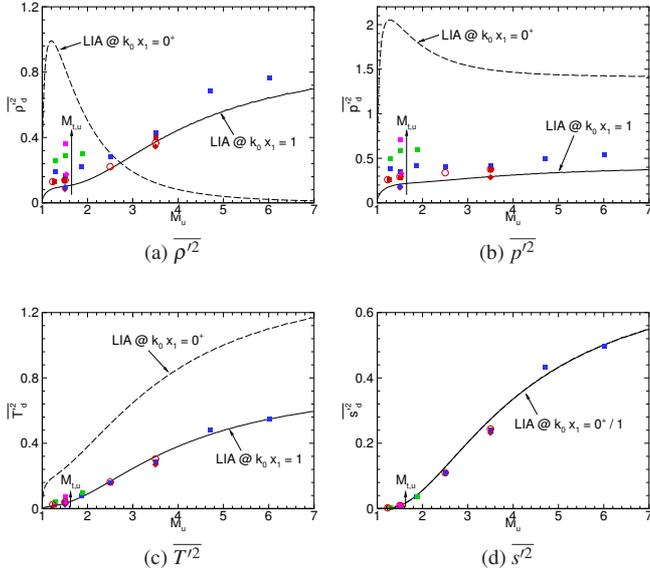 1.2
0.8
0.4
0
ρ'²d
LIA @ k0 x1 = 0+
Mt,u
LIA @ k0 x1 = 1
1 2 3 4 5 6 7
Mu
(a) ρ'2
2
1.5
1
0.5
0
p'²d
LIA @ k0 x1 = 0+
Mt,u
LIA @ k0 x1 = 1
1 2 3 4 5 6 7
Mu
(b) p'2
1.2
0.8
0.4
0
T'²d
LIA @ k0 x1 = 0+
Mt,u
LIA @ k0 x1 = 1
1 2 3 4 5 6 7
Mu
(c) T'2
0.6
0.4
0.2
0
s'²d
LIA @ k0 x1 = 0+ / 1
Mt,u
1 2 3 4 5 6 7
Mu
(d) s'2